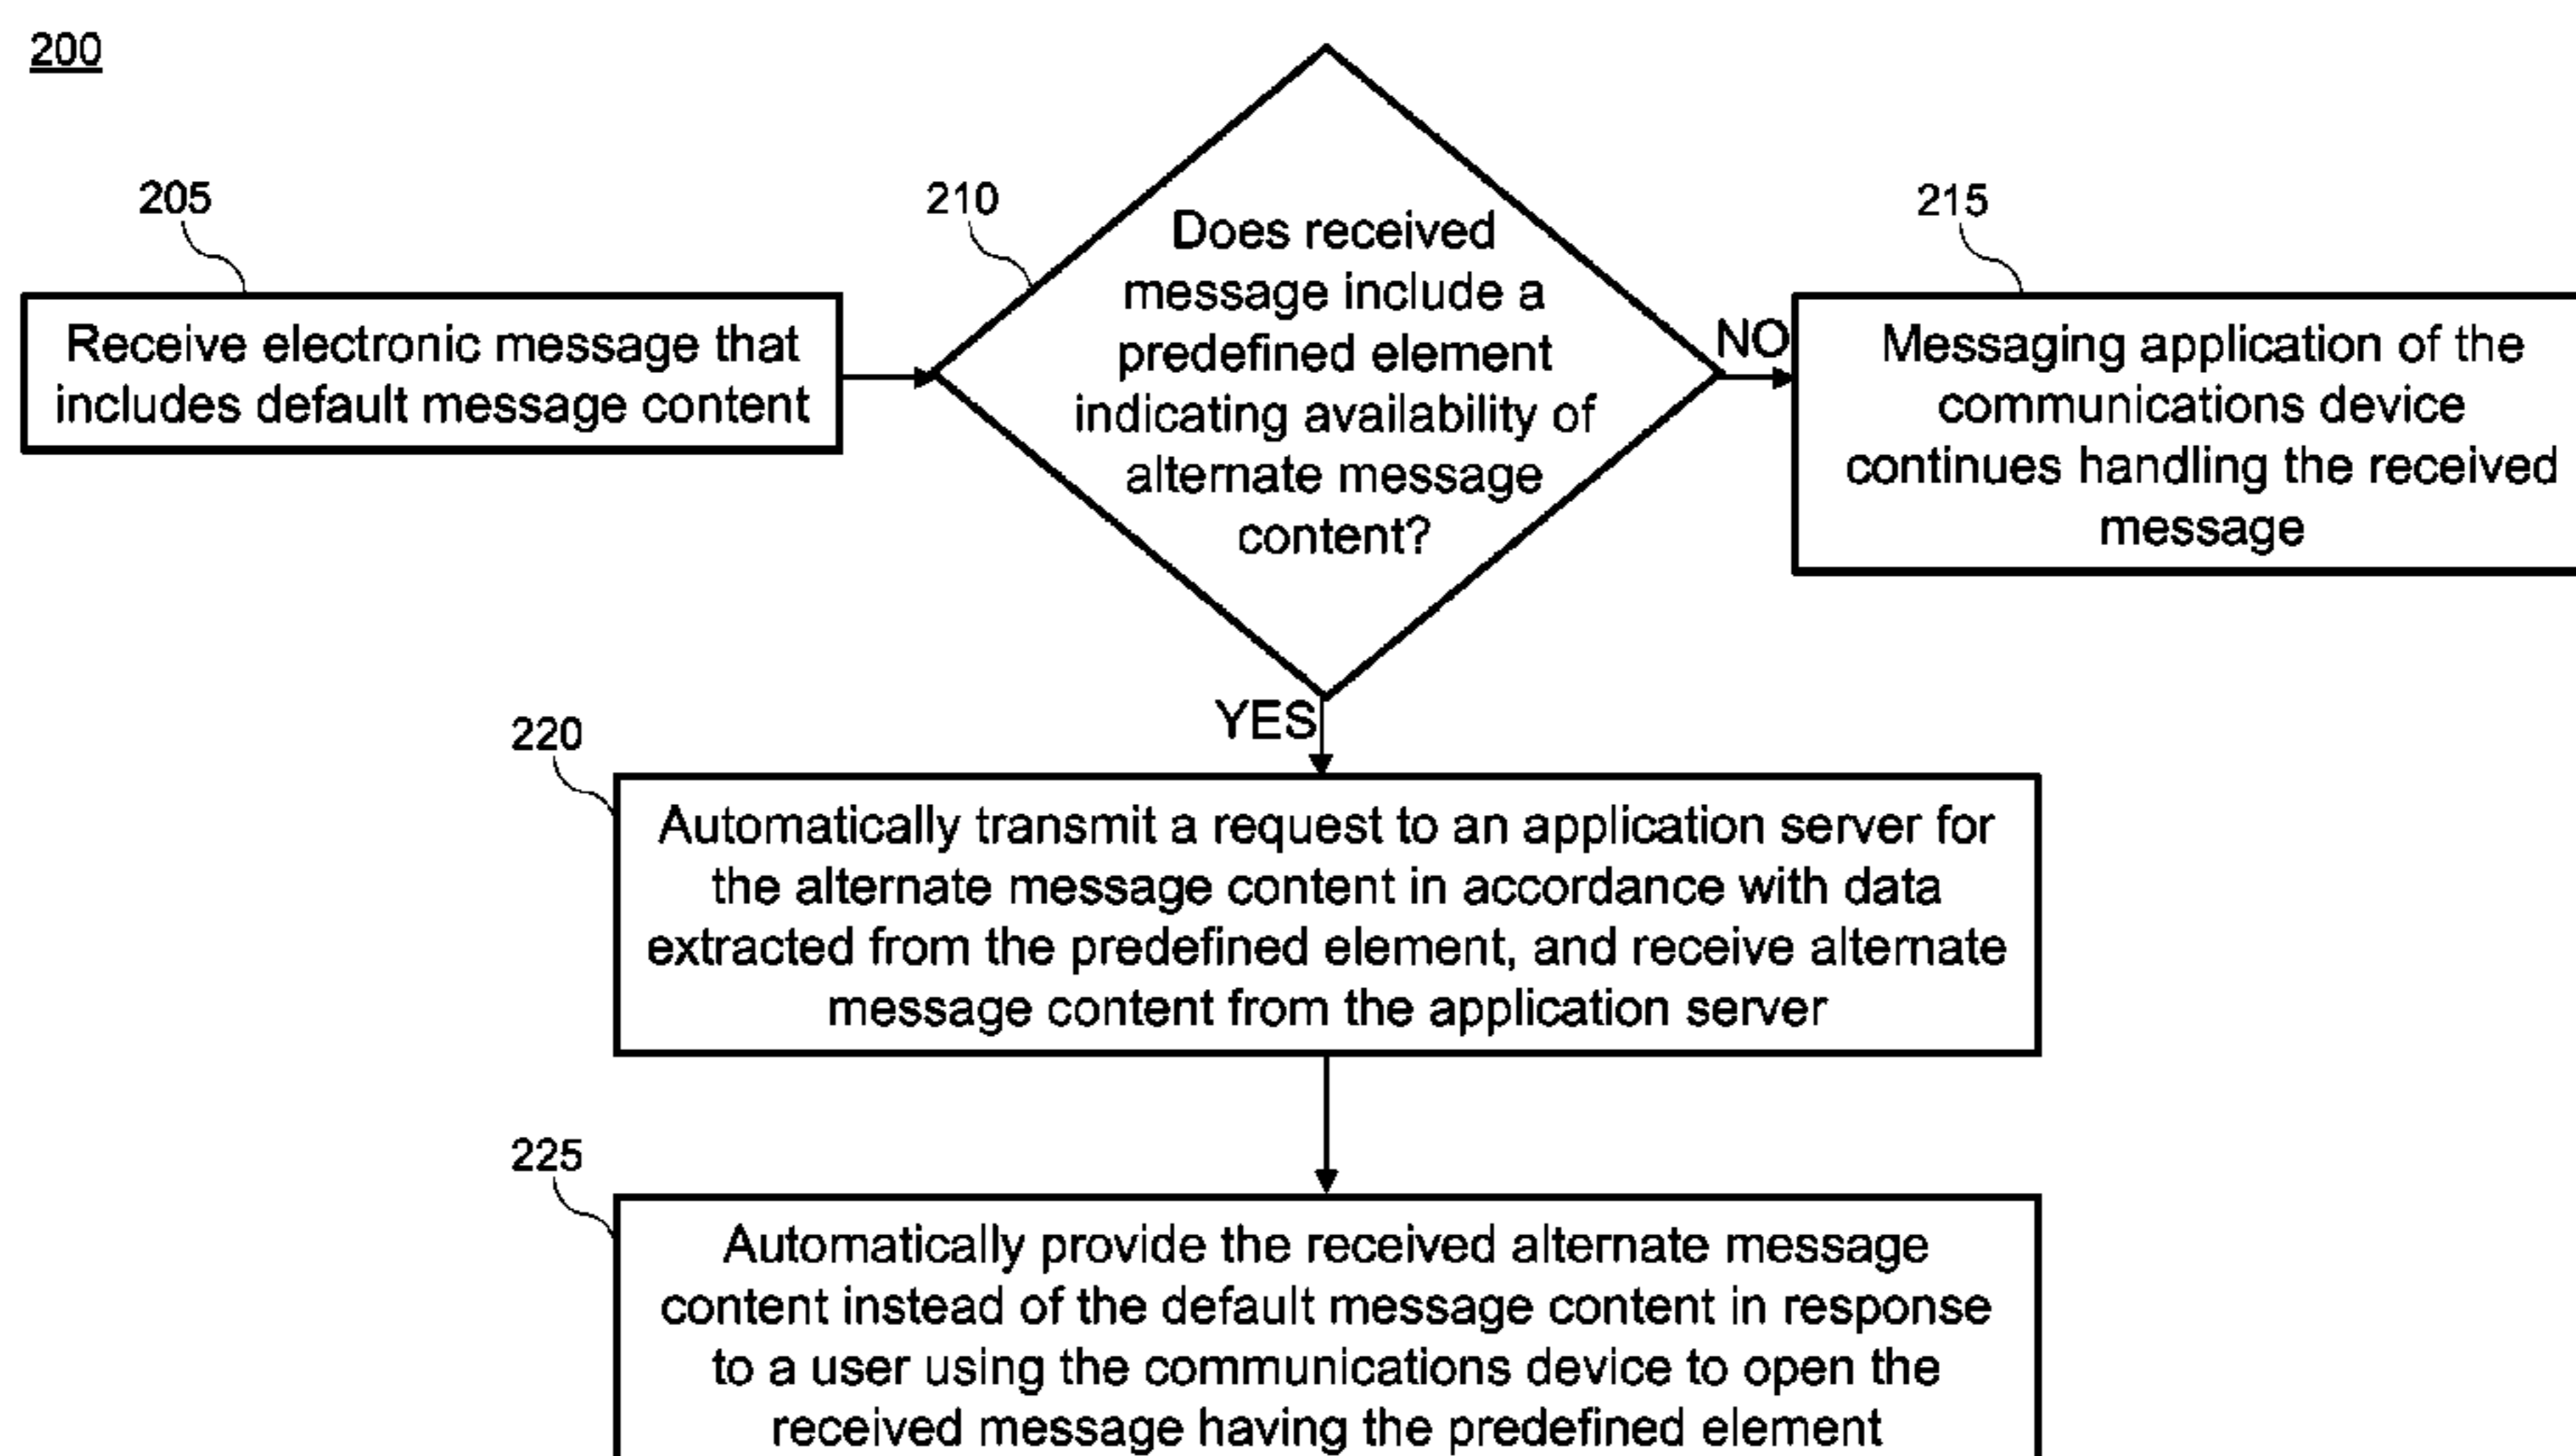 200
205
Receive electronic message that
includes default message content
210
Does received
message include a
predefined element
indicating availability of
alternate message
content?
NO
215
Messaging application of the
communications device
continues handling the received
message
YES
220
Automatically transmit a request to an application server for
the alternate message content in accordance with data
extracted from the predefined element, and receive alternate
message content from the application server
225
Automatically provide the received alternate message
content instead of the default message content in response
to a user using the communications device to open the
received message having the predefined element